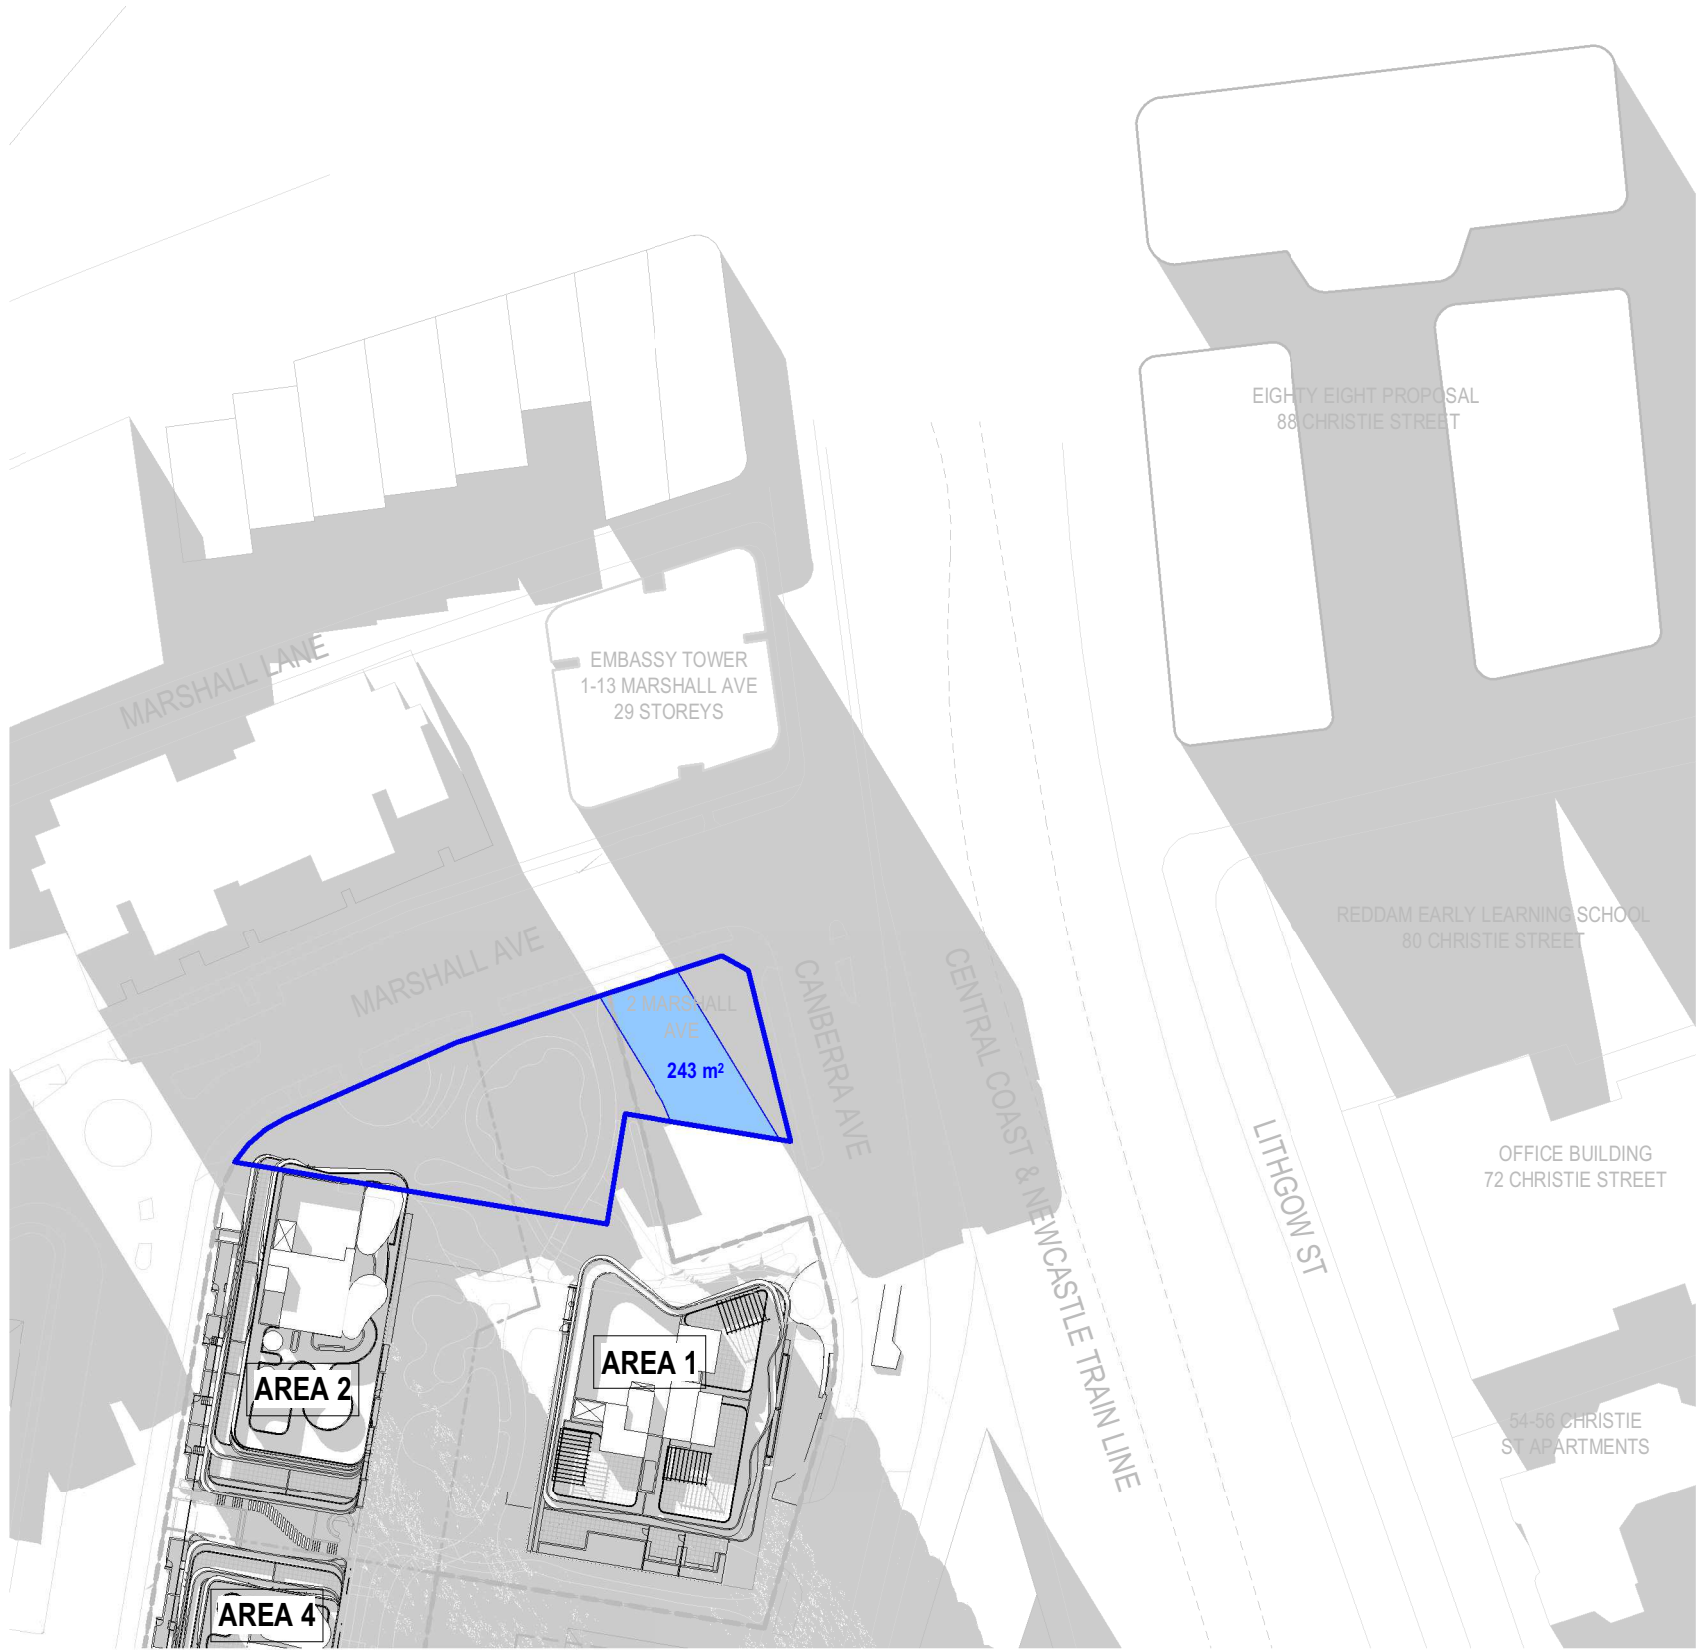 EIGHTY EIGHT PROPOSAL
88 CHRISTIE STREET
MARSHALL LANE
EMBASSY TOWER
1-13 MARSHALL AVE
29 STOREYS
REDDAM EARLY LEARNING SCHOOL
80 CHRISTIE STREET
MARSHALL AVE
2 MARSHALL
AVE
243 m²
CANBERRA AVE
CENTRAL COAST & NEWCASTLE TRAIN LINE
LITHGOW ST
OFFICE BUILDING
72 CHRISTIE STREET
AREA 1
AREA 2
54-56 CHRISTIE
ST APARTMENTS
AREA 4